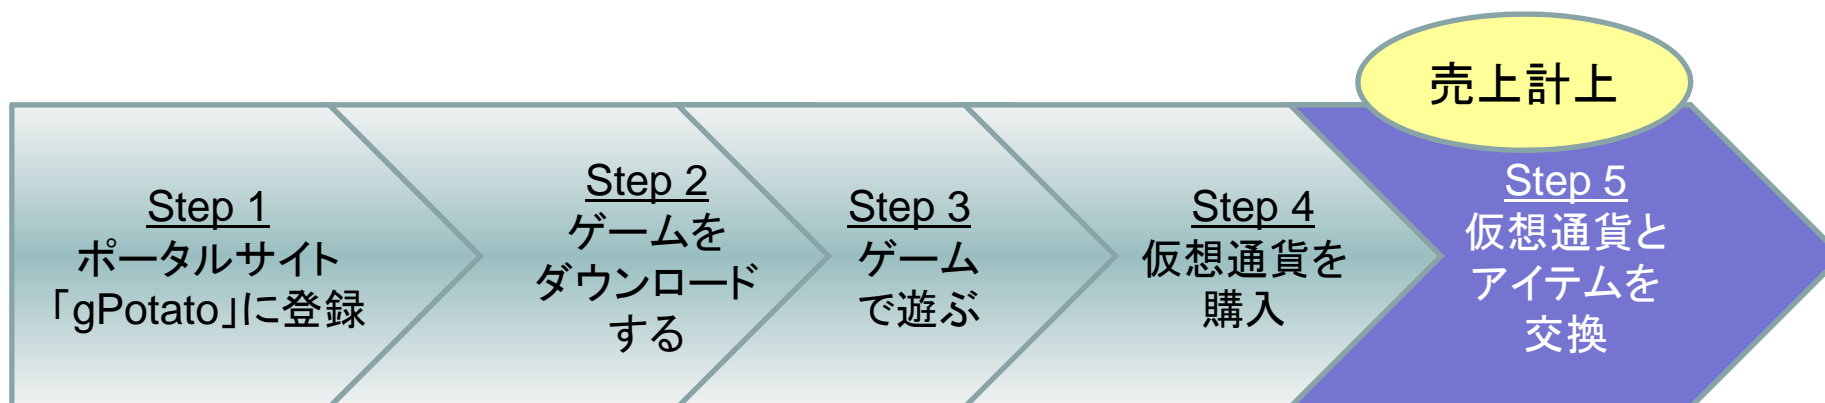 売上計上
Step 1
ポータルサイト
「gPotato」に登録
Step 2
ゲームを
ダウンロード
する
Step 3
ゲーム
で遊ぶ
Step 4
仮想通貨を
購入
Step 5
仮想通貨と
アイテムを
交換